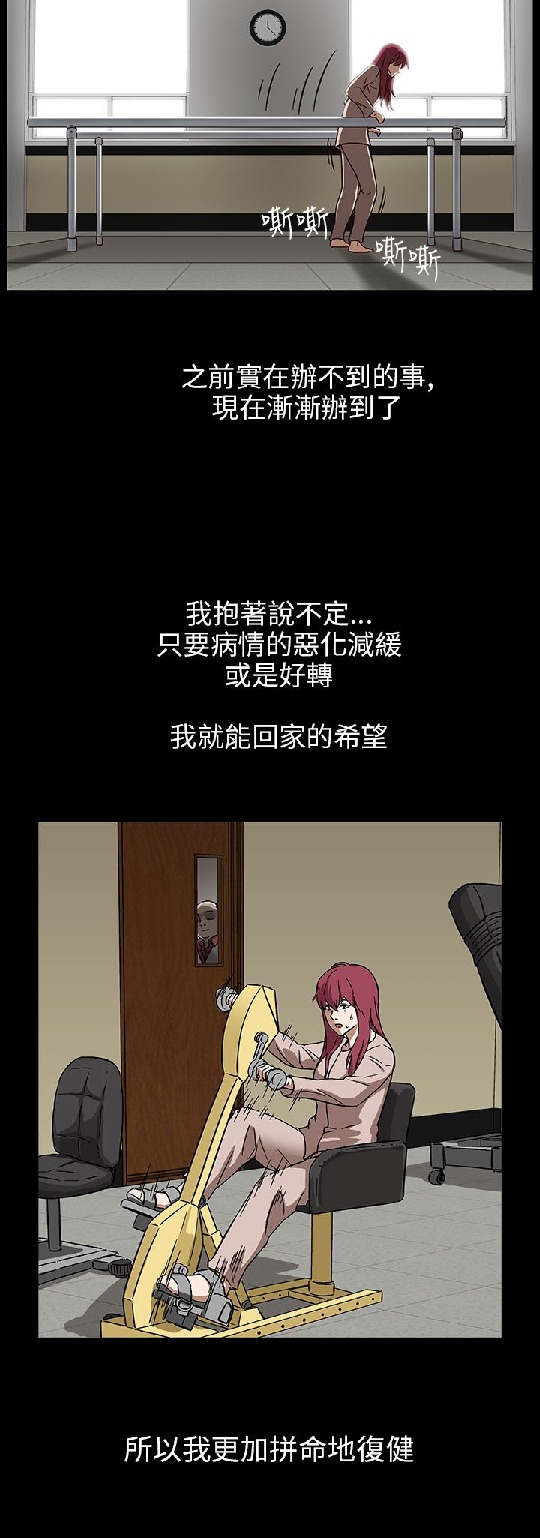 嘶嘶
嘶嘶
之前實在辦不到的事,
現在漸漸辦到了
我抱著說不定...
只要病情的惡化減緩
或是好轉
我就能回家的希望
所以我更加拼命地復健